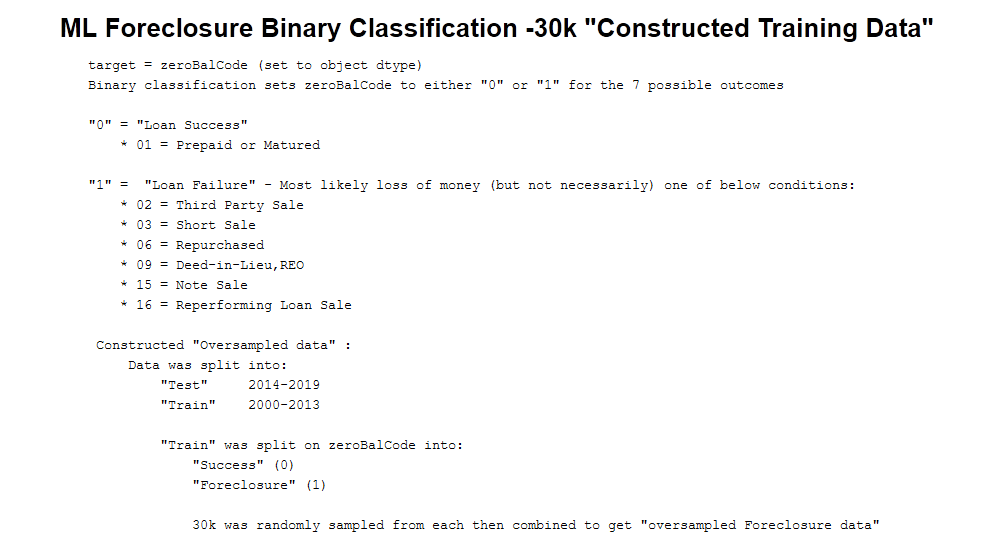 ML Foreclosure Binary Classification -30k "Constructed Training Data"
target = zeroBalCode (set to object dtype)
Binary classification sets zeroBalCode to either "0" or "1" for the 7 possible outcomes
"0" = "Loan Success"
* 01 = Prepaid or Matured
"1" =  "Loan Failure" - Most likely loss of money (but not necessarily) one of below conditions:
* 02 = Third Party Sale
* 03 = Short Sale
* 06 = Repurchased
* 09 = Deed-in-Lieu,REO
* 15 = Note Sale
* 16 = Reperforming Loan Sale
Constructed "Oversampled data" :
Data was split into:
"Test"     2014-2019
"Train"    2000-2013
"Train" was split on zeroBalCode into:
"Success" (0)
"Foreclosure" (1)
30k was randomly sampled from each then combined to get "oversampled Foreclosure data"